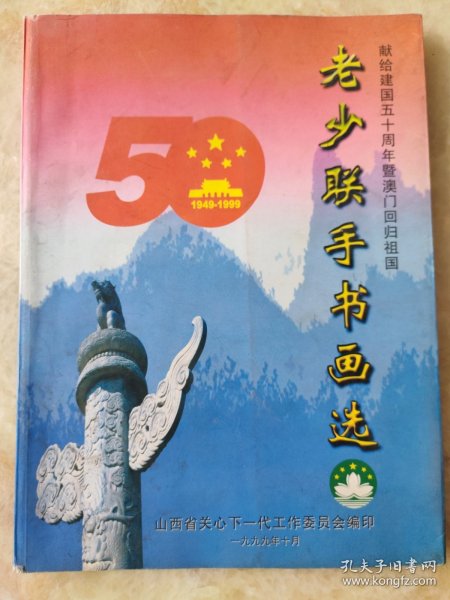 献给建国五十周年暨澳门回归祖国
老少联手书画选
50
1949-1999
山西省关心下一代工作委员会编印
一九九九年十月
孔夫子旧书网
www.kongfz.com